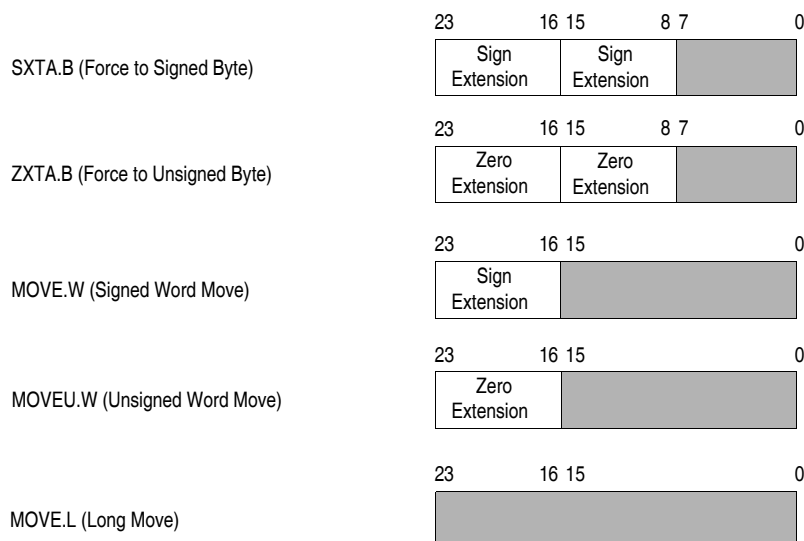 23 16 15 8 7 0
SXTA.B (Force to Signed Byte)
Sign Extension
Sign Extension
23 16 15 8 7 0
ZXTA.B (Force to Unsigned Byte)
Zero Extension
Zero Extension
23 16 15 0
MOVE.W (Signed Word Move)
Sign Extension
23 16 15 0
MOVEU.W (Unsigned Word Move)
Zero Extension
23 16 15 0
MOVE.L (Long Move)